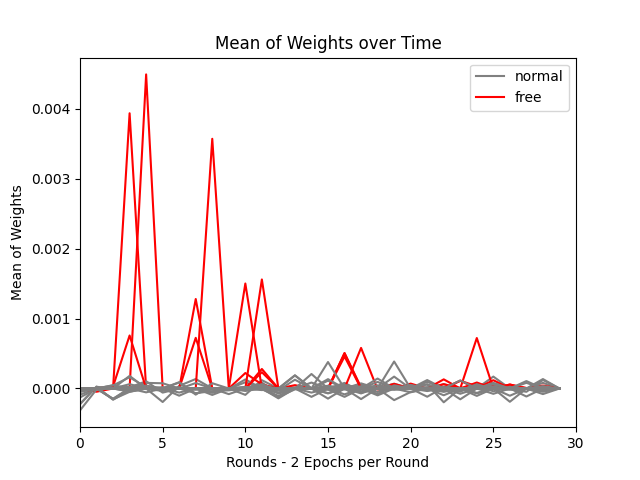 Mean of Weights over Time
normal
free
Mean of Weights
0.004
0.003
0.002
0.001
0.000
0 5 10 15 20 25 30
Rounds - 2 Epochs per Round